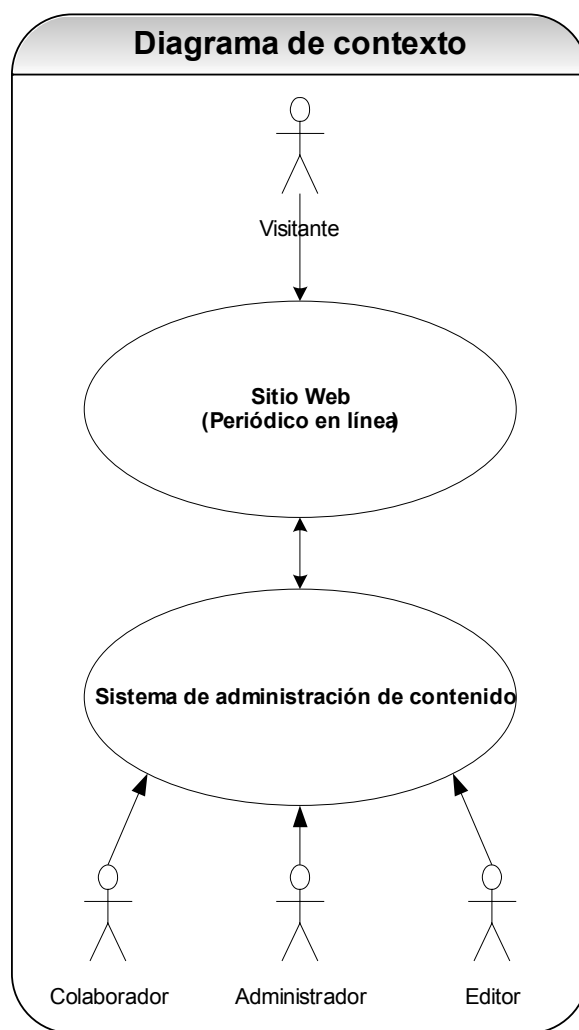 Diagrama de contexto
Visitante
Sitio Web
(Periódico en línea)
Sistema de administración de contenido
Colaborador
Administrador
Editor